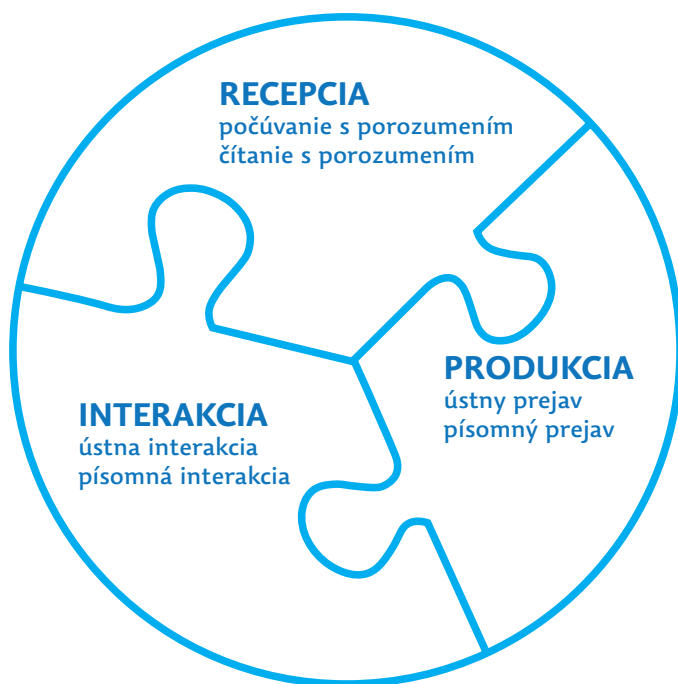 RECEPCIA
počúvanie s porozumením
čítanie s porozumením
PRODUKCIA
ústny prejav
písomný prejav
INTERAKCIA
ústna interakcia
písomná interakcia